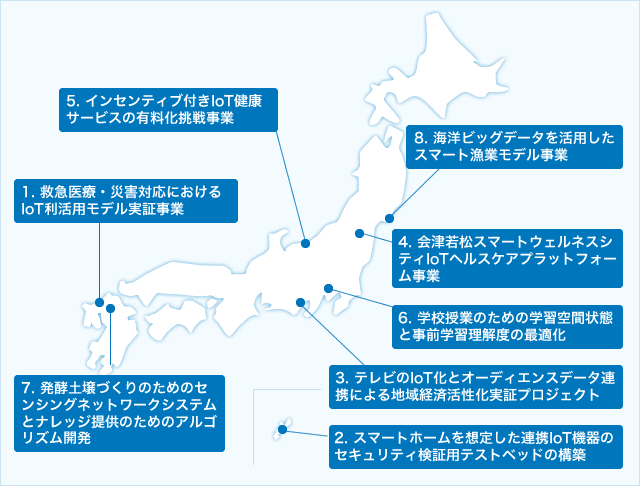 5. インセンティブ付きIoT健康
サービスの有料化挑戦事業
8. 海洋ビッグデータを活用した
スマート漁業モデル事業
1. 救急医療・災害対応における
IoT利活用モデル実証事業
4. 会津若松スマートウェルネスシ
ティIoTヘルスケアプラットフォー
ム事業
6. 学校授業のための学習空間状態
と事前学習理解度の最適化
3. テレビのIoT化とオーディエンスデータ連
携による地域経済活性化実証プロジェクト
7. 発酵土壌づくりのためのセ
ンシングネットワークシステム
とナレッジ提供のためのアルゴ
リズム開発
2. スマートホームを想定した連携IoT機器の
セキュリティ検証用テストベッドの構築